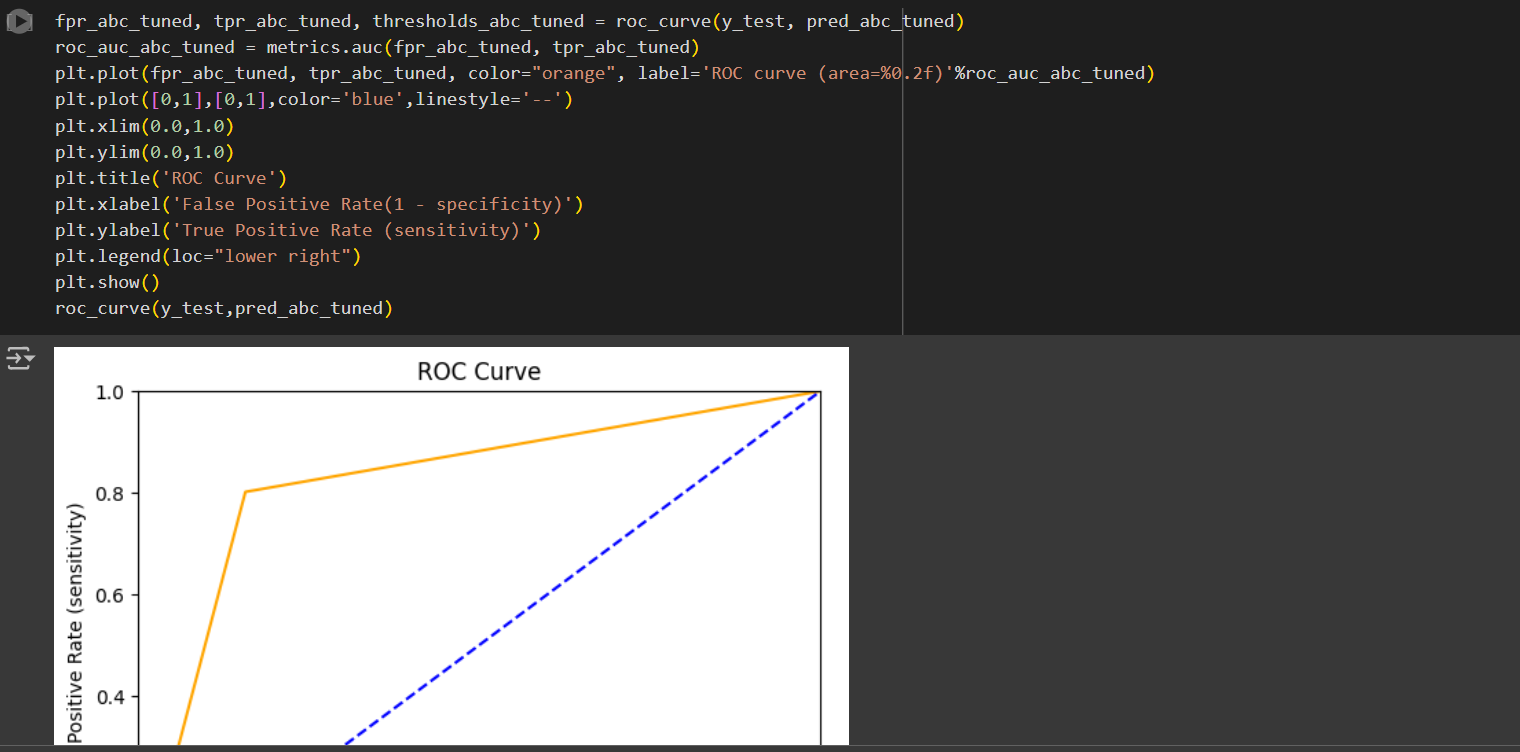 fpr_abc_tuned, tpr_abc_tuned, thresholds_abc_tuned = roc_curve(y_test, pred_abc_tuned)
roc_auc_abc_tuned = metrics.auc(fpr_abc_tuned, tpr_abc_tuned)
plt.plot(fpr_abc_tuned, tpr_abc_tuned, color="orange", label='ROC curve (area=%0.2f)'%roc_auc_abc_tuned)
plt.plot([0,1],[0,1],color='blue',linestyle='--')
plt.xlim(0.0,1.0)
plt.ylim(0.0,1.0)
plt.title('ROC Curve')
plt.xlabel('False Positive Rate(1 - specificity)')
plt.ylabel('True Positive Rate (sensitivity)')
plt.legend(loc="lower right")
plt.show()
roc_curve(y_test,pred_abc_tuned)
ROC Curve
1.0
0.8
0.6
0.4
Positive Rate (sensitivity)